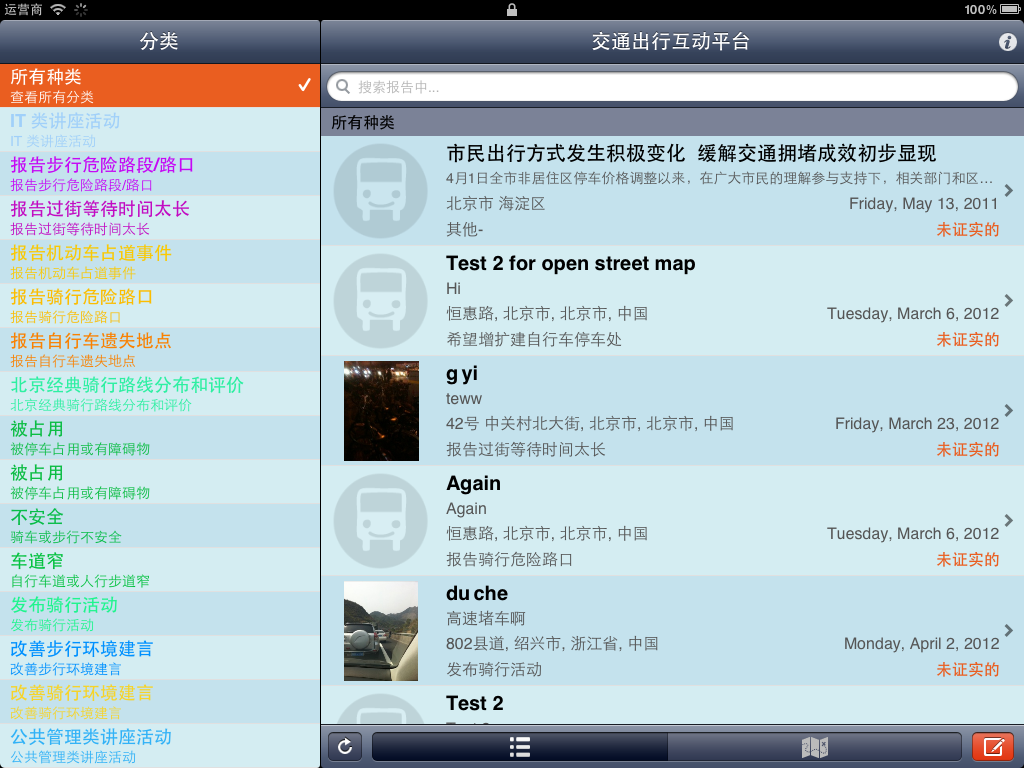 运营商
100%
分类
交通出行互动平台
所有种类
查看所有分类
IT 类讲座活动
IT 类讲座活动
报告步行危险路段/路口
报告步行危险路段/路口
报告过街等待时间太长
报告过街等待时间太长
报告机动车占道事件
报告机动车占道事件
报告骑行危险路口
报告骑行危险路口
报告自行车遗失地点
报告自行车遗失地点
北京经典骑行路线分布和评价
北京经典骑行路线分布和评价
被占用
被停车占用或有障碍物
被占用
被停车占用或有障碍物
不安全
骑车或步行不安全
车道窄
自行车道或人行步道窄
发布骑行活动
发布骑行活动
改善步行环境建言
改善步行环境建言
改善骑行环境建言
改善骑行环境建言
公共管理类讲座活动
公共管理类讲座活动
搜索报告中...
所有种类
市民出行方式发生积极变化 缓解交通拥堵成效初步显现
4月1日全市非居住区停车价格调整以来，在广大市民的理解参与支持下，相关部门和区...
北京市 海淀区
Friday, May 13, 2011
其他-
未证实的
Test 2 for open street map
Hi
恒惠路, 北京市, 北京市, 中国
Tuesday, March 6, 2012
希望增扩建自行车停车处
未证实的
g yi
teww
42号 中关村北大街, 北京市, 北京市, 中国
Friday, March 23, 2012
报告过街等待时间太长
未证实的
Again
Again
恒惠路, 北京市, 北京市, 中国
Tuesday, March 6, 2012
报告骑行危险路口
未证实的
du che
高速堵车啊
802县道, 绍兴市, 浙江省, 中国
Monday, April 2, 2012
发布骑行活动
未证实的
Test 2